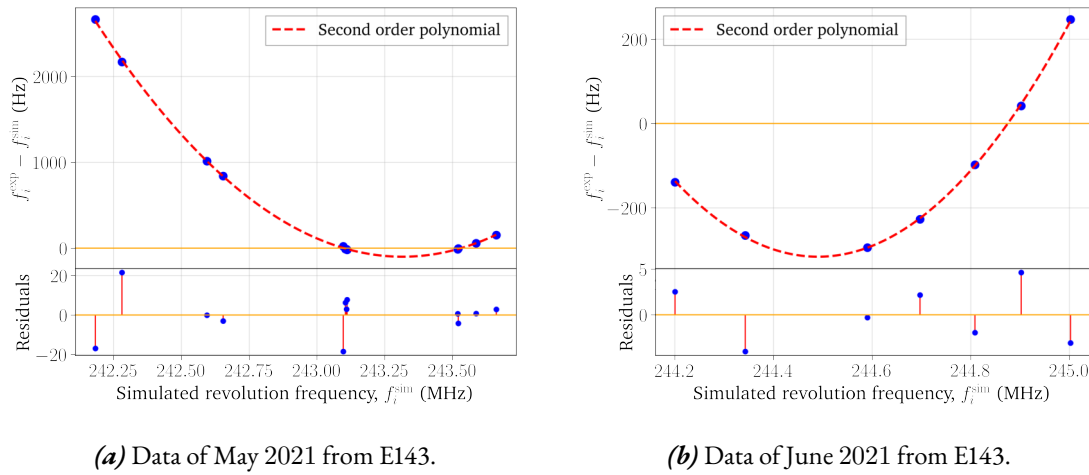 Second order polynomial
2000
1000
0
f_i^exp − f_i^sim (Hz)
20
0
−20
Residuals
242.25 242.50 242.75 243.00 243.25 243.50
Simulated revolution frequency, f_i^sim (MHz)
(a) Data of May 2021 from E143.
Second order polynomial
200
0
−200
f_i^exp − f_i^sim (Hz)
5
0
Residuals
244.2 244.4 244.6 244.8 245.0
Simulated revolution frequency, f_i^sim (MHz)
(b) Data of June 2021 from E143.